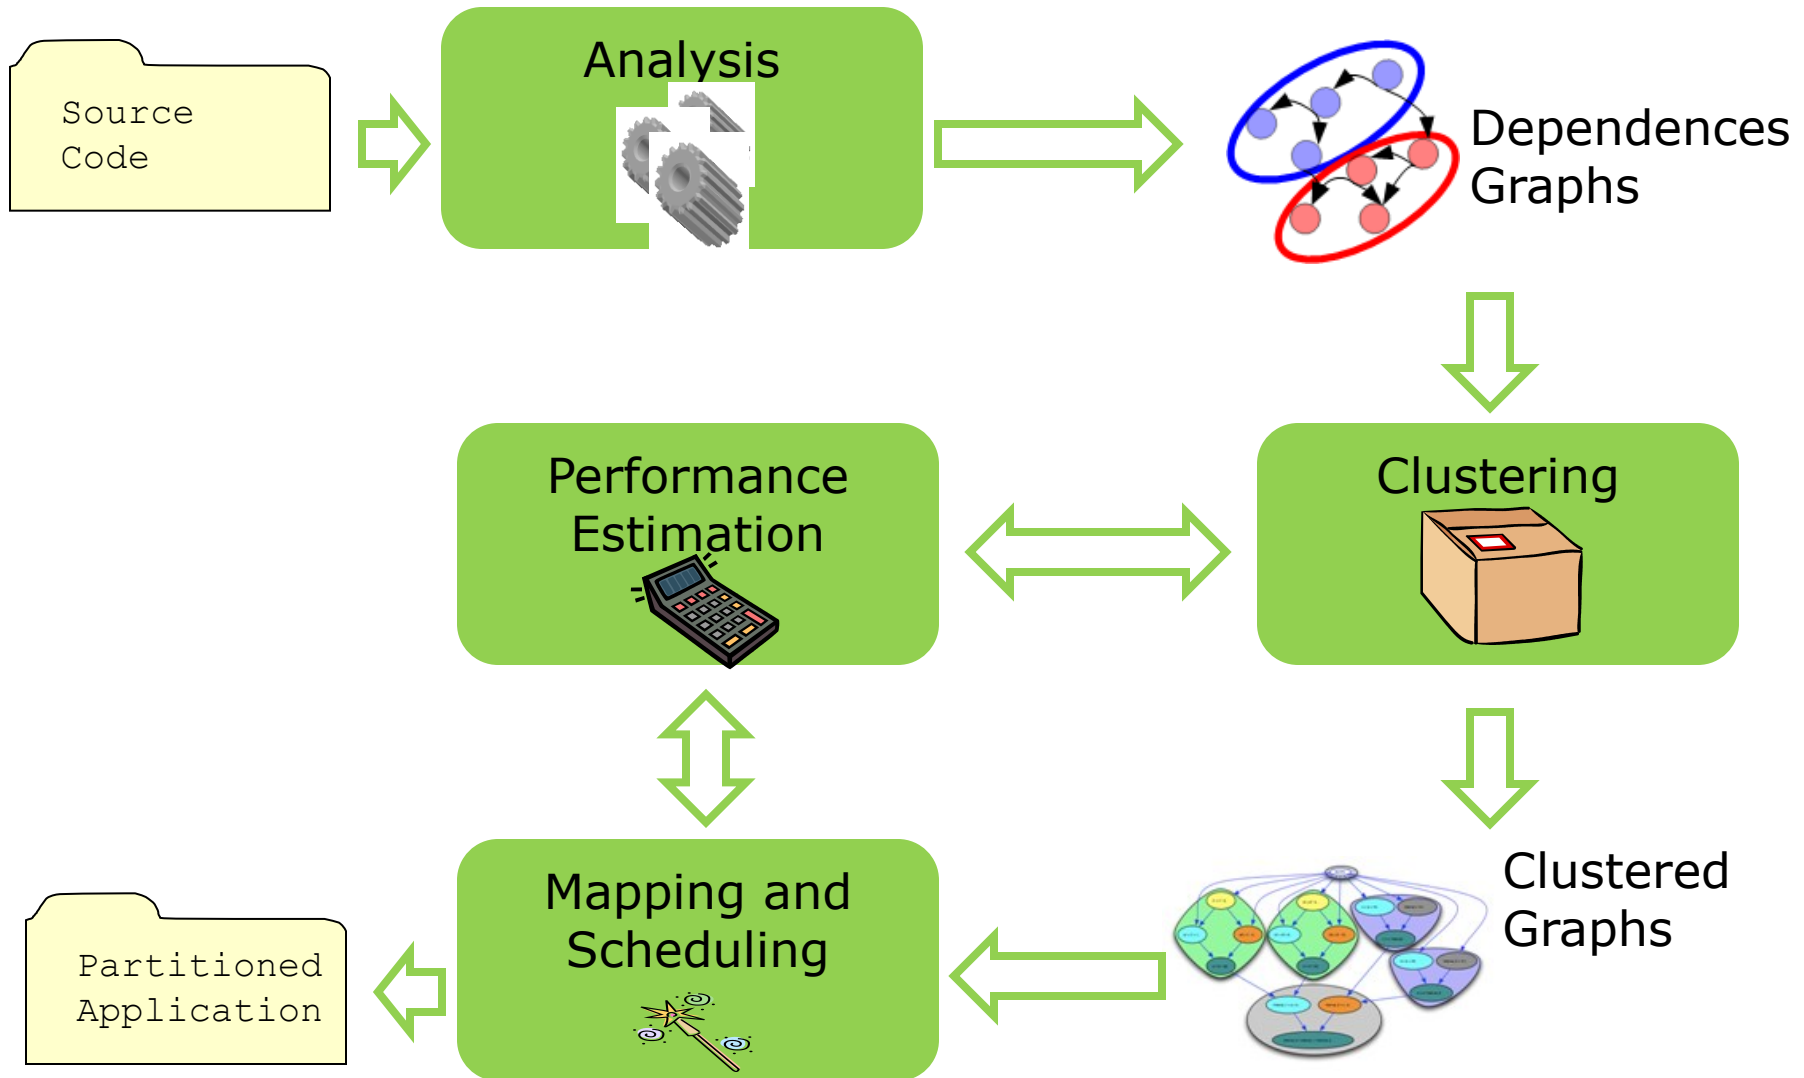 Source
Code
Analysis
Dependences
Graphs
Performance
Estimation
Clustering
Mapping and
Scheduling
Clustered
Graphs
Partitioned
Application